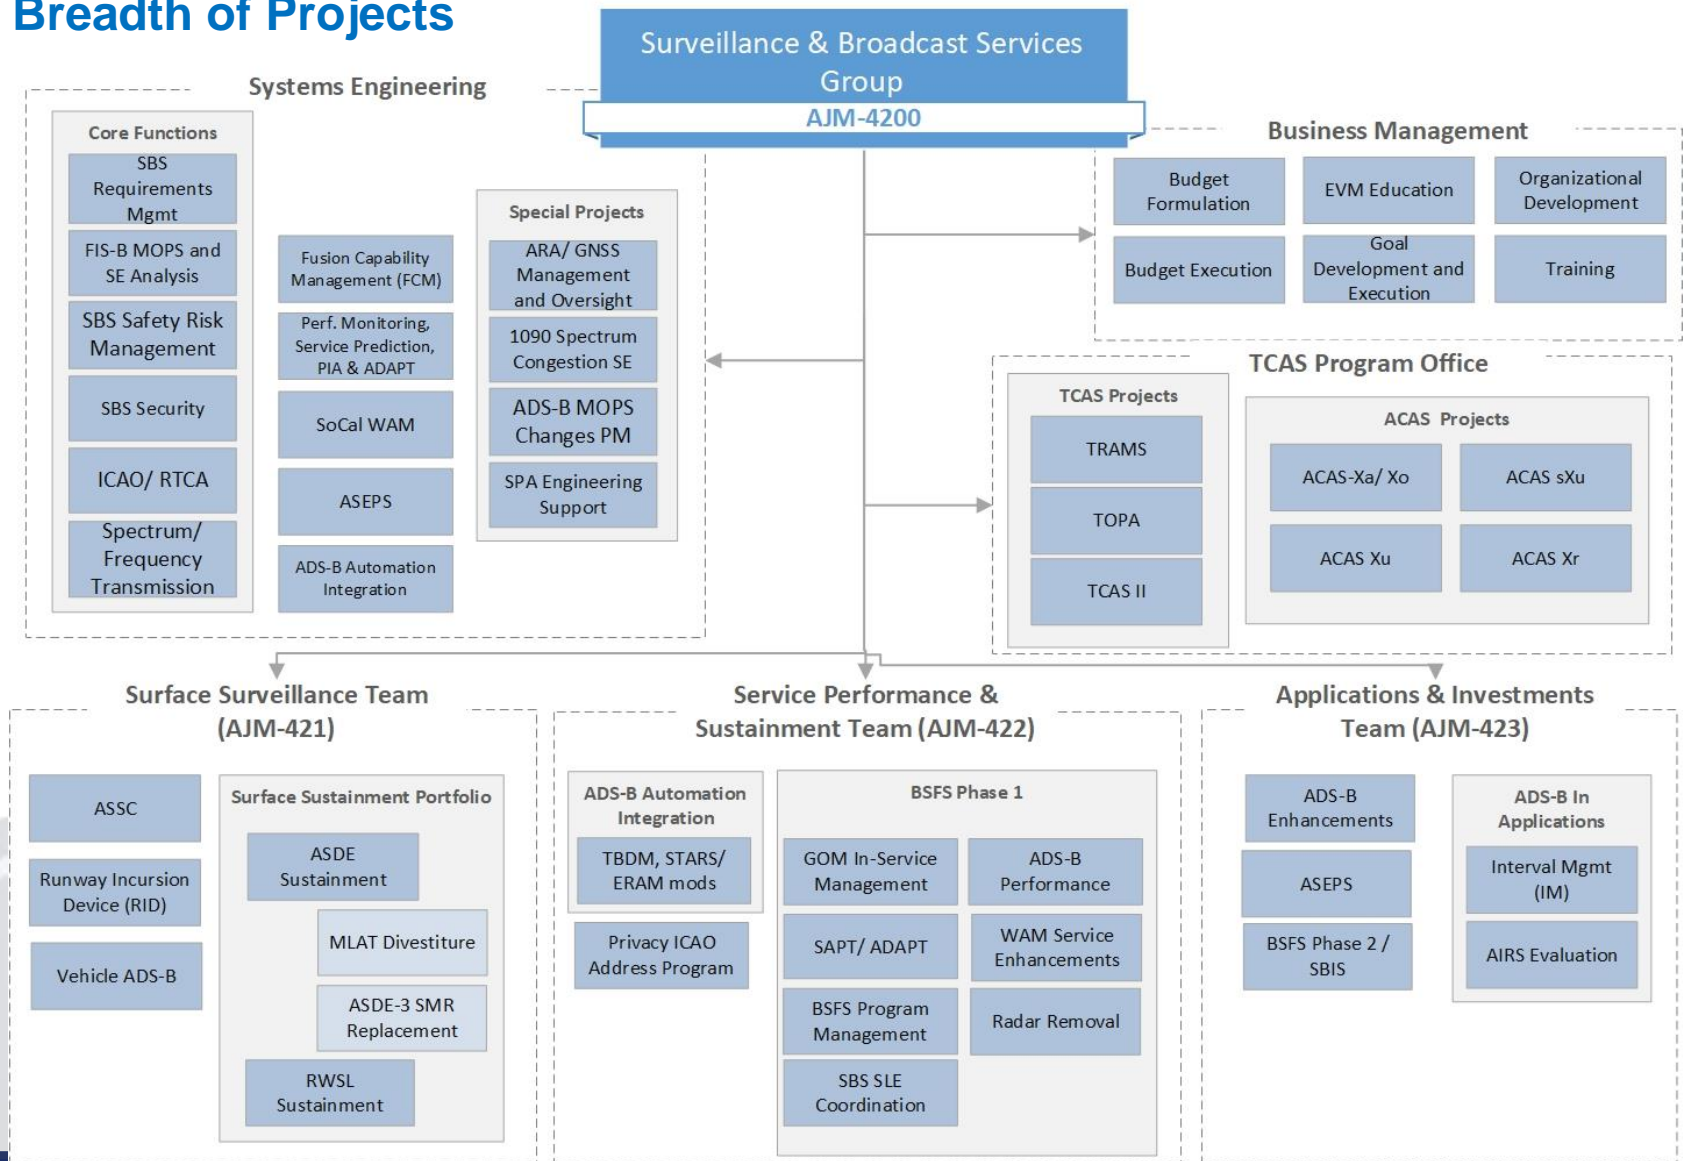 Breadth of Projects
Surveillance & Broadcast Services
Group
AJM-4200
Systems Engineering
Core Functions
SBS
Requirements
Mgmt
FIS-B MOPS and
SE Analysis
SBS Safety Risk
Management
SBS Security
ICAO/ RTCA
Spectrum/
Frequency
Transmission
Fusion Capability
Management (FCM)
Perf. Monitoring,
Service Prediction,
PIA & ADAPT
SoCal WAM
ASEPS
ADS-B Automation
Integration
Special Projects
ARA/ GNSS
Management
and Oversight
1090 Spectrum
Congestion SE
ADS-B MOPS
Changes PM
SPA Engineering
Support
Business Management
Budget
Formulation
EVM Education
Organizational
Development
Budget Execution
Goal
Development and
Execution
Training
TCAS Program Office
TCAS Projects
TRAMS
TOPA
TCAS II
ACAS Projects
ACAS-Xa/ Xo
ACAS sXu
ACAS Xu
ACAS Xr
Surface Surveillance Team
(AJM-421)
ASSC
Runway Incursion
Device (RID)
Vehicle ADS-B
Surface Sustainment Portfolio
ASDE
Sustainment
MLAT Divestiture
ASDE-3 SMR
Replacement
RWSL
Sustainment
Service Performance &
Sustainment Team (AJM-422)
ADS-B Automation
Integration
TBDM, STARS/
ERAM mods
Privacy ICAO
Address Program
BSFS Phase 1
GOM In-Service
Management
ADS-B
Performance
SAPT/ ADAPT
WAM Service
Enhancements
BSFS Program
Management
Radar Removal
SBS SLE
Coordination
Applications & Investments
Team (AJM-423)
ADS-B
Enhancements
ASEPS
BSFS Phase 2 /
SBIS
ADS-B In
Applications
Interval Mgmt
(IM)
AIRS Evaluation